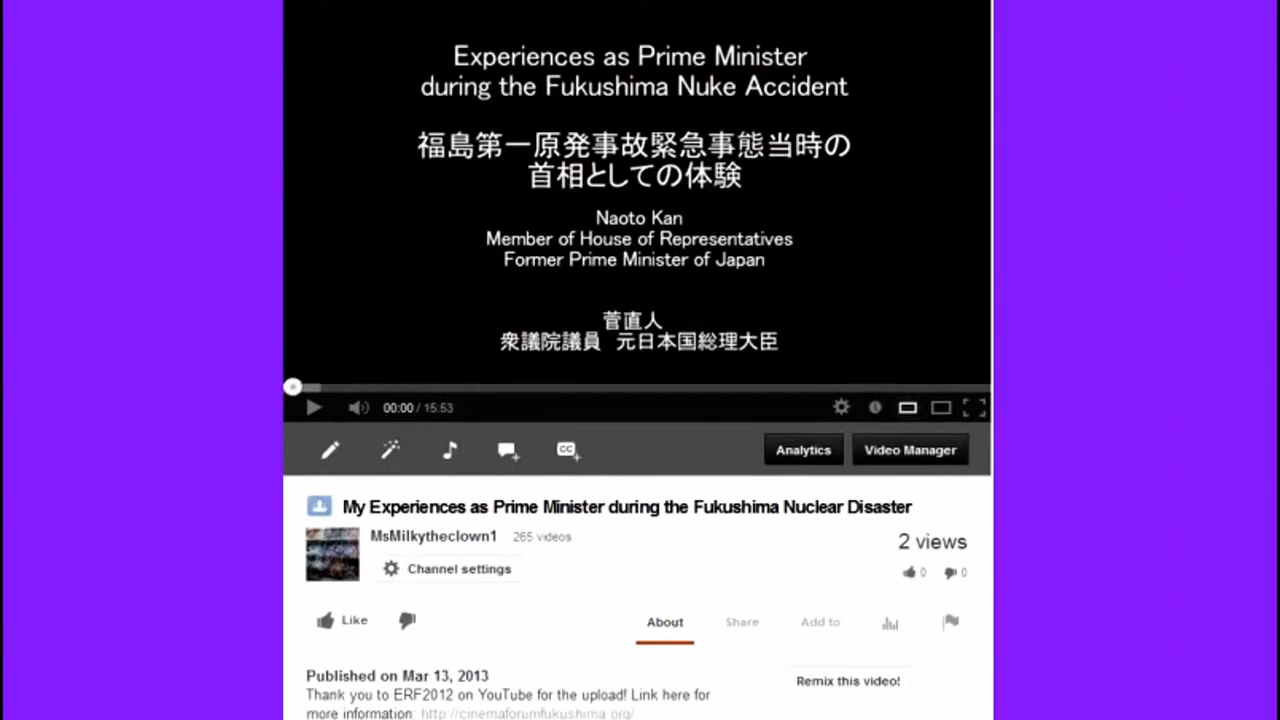 Experiences as Prime Minister
during the Fukushima Nuke Accident
福島第一原発事故緊急事態当時の
首相としての体験
Naoto Kan
Member of House of Representatives
Former Prime Minister of Japan
菅直人
衆議院議員 元日本国総理大臣
00:00 / 15:53
CC
Analytics
Video Manager
My Experiences as Prime Minister during the Fukushima Nuclear Disaster
MsMilkytheclown1 265 videos
2 views
Channel settings
0 0
Like
About Share Add to
Published on Mar 13, 2013
Remix this video!
Thank you to ERF2012 on YouTube for the upload! Link here for
more information: http://cinemaforumfukushima.org/